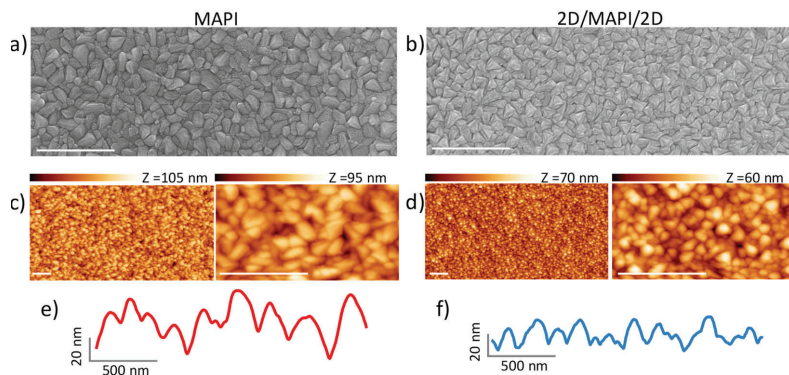 MAPI
2D/MAPI/2D
a)
b)
Z =105 nm
Z =95 nm
Z =70 nm
Z =60 nm
c)
d)
e)
f)
20 nm
500 nm
20 nm
500 nm